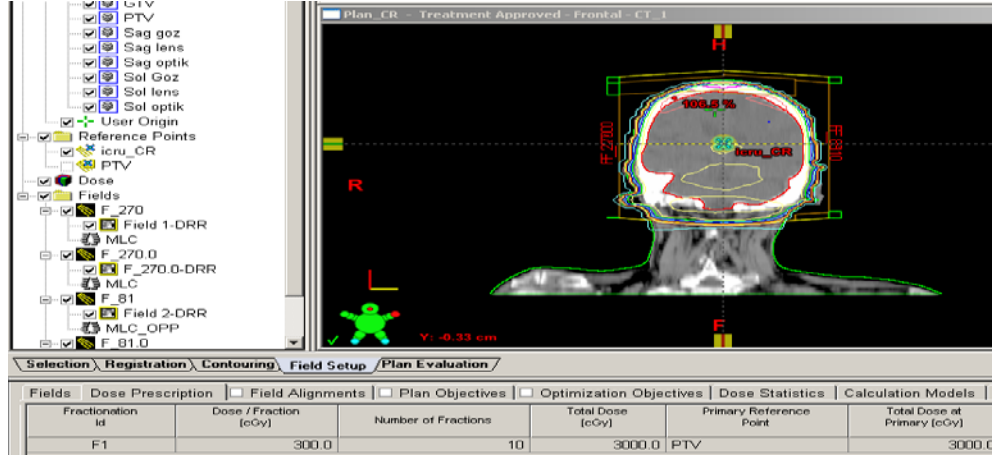 GTV
PTV
Sag goz
Sag lens
Sag optik
Sol Goz
Sol lens
Sol optik
User Origin
Reference Points
icru_CR
PTV
Dose
Fields
F_270
Field 1-DRR
MLC
F_270.0
F_270.0-DRR
MLC
F_81
Field 2-DRR
MLC_OPP
F_81.0
Plan_CR - Treatment Approved - Frontal - CT_1
H
106.5 %
icru_CR
R
F
Y: -0.33 cm
Selection Registration Contouring Field Setup Plan Evaluation
Fields Dose Prescription Field Alignments Plan Objectives Optimization Objectives Dose Statistics Calculation Models
Fractionation Id Dose / Fraction [cGy] Number of Fractions Total Dose [cGy] Primary Reference Point Total Dose at Primary [cGy]
F1 300.0 10 3000.0 PTV 3000.0